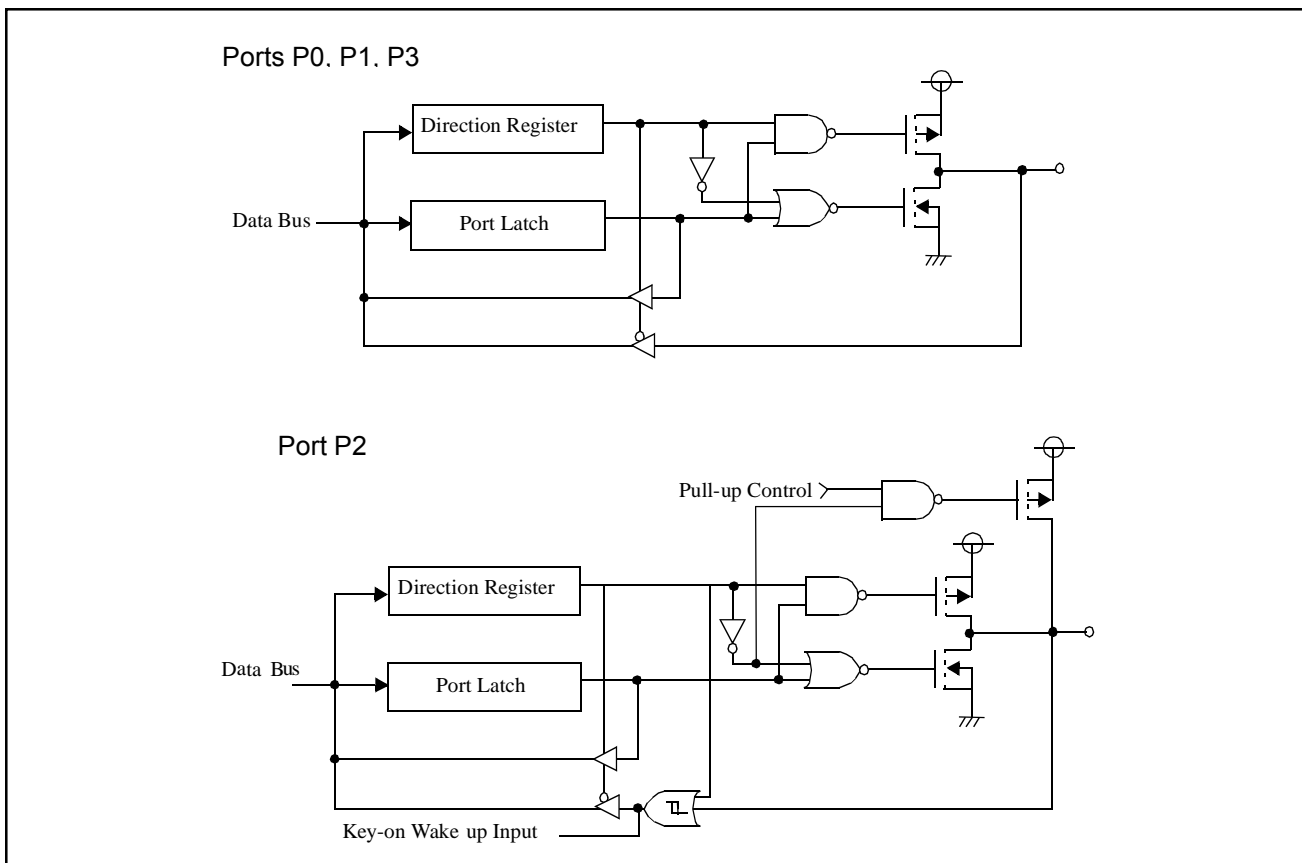 Ports P0, P1, P3
Direction Register
Data Bus
Port Latch
Port P2
Pull-up Control
Direction Register
Data Bus
Port Latch
Key-on Wake up Input